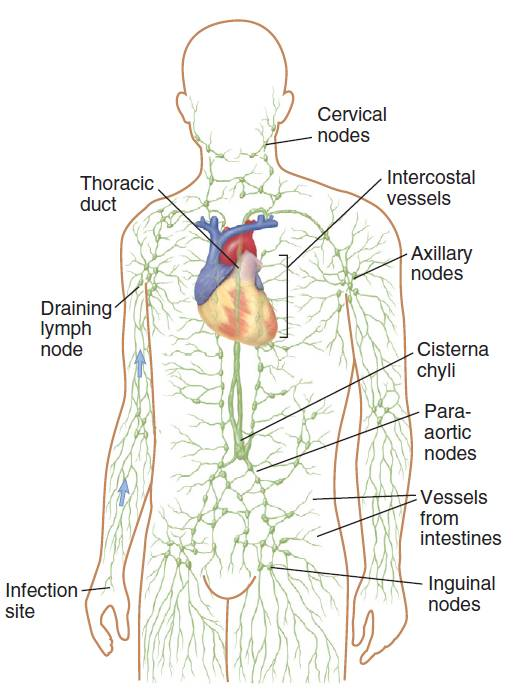 Cervical
nodes
Thoracic
duct
Intercostal
vessels
Axillary
nodes
Draining
lymph
node
Cisterna
chyli
Para-
aortic
nodes
Vessels
from
intestines
Infection
site
Inguinal
nodes